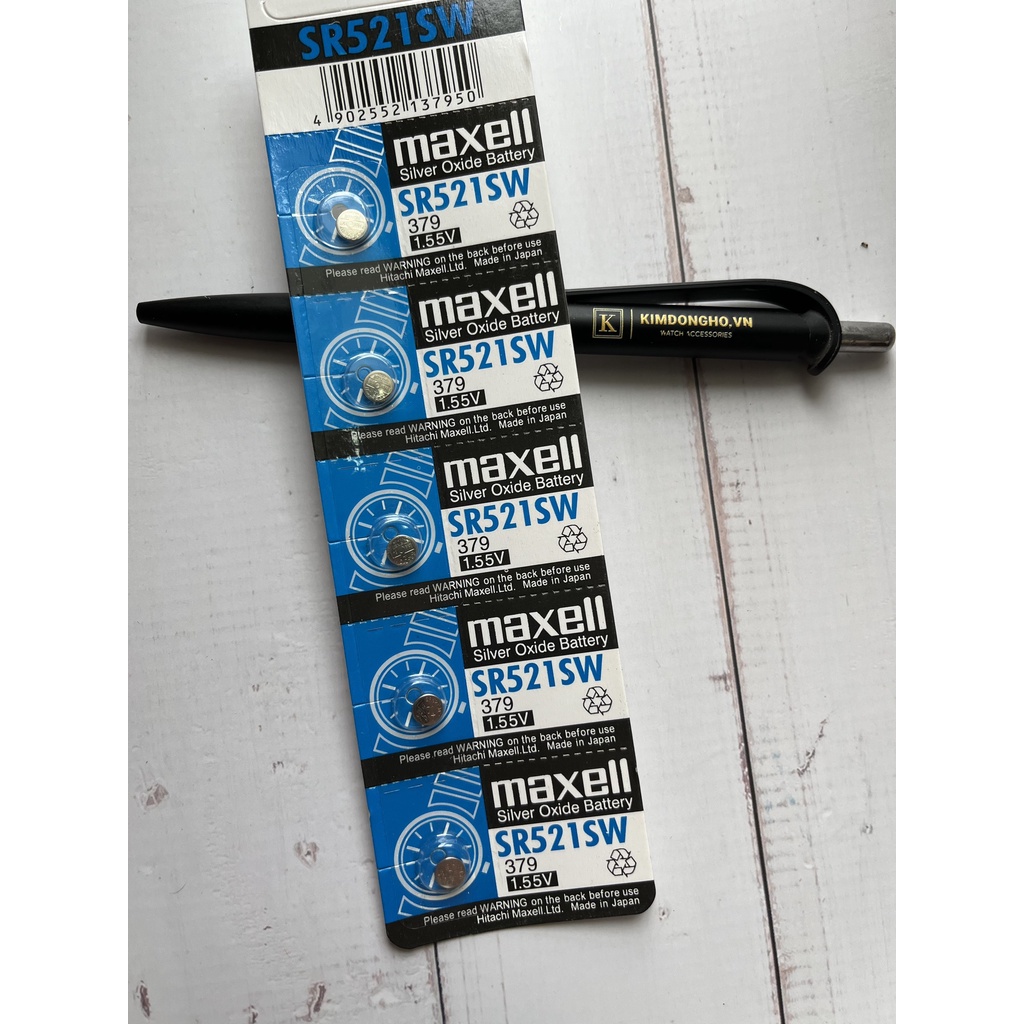 SR521SW
4 902552 137950
maxell
Silver Oxide Battery
SR521SW
379
1.55V
Please read WARNING on the back before use
Hitachi Maxell.Ltd. Made in Japan
maxell
Silver Oxide Battery
SR521SW
379
1.55V
Please read WARNING on the back before use
Hitachi Maxell.Ltd. Made in Japan
K
KIMDONGHO.VN
WATCH ACCESSORIES
maxell
Silver Oxide Battery
SR521SW
379
1.55V
Please read WARNING on the back before use
Hitachi Maxell.Ltd. Made in Japan
maxell
Silver Oxide Battery
SR521SW
379
1.55V
Please read WARNING on the back before use
Hitachi Maxell.Ltd. Made in Japan
maxell
Silver Oxide Battery
SR521SW
379
1.55V
Please read WARNING on the back before use
Hitachi Maxell.Ltd. Made in Japan